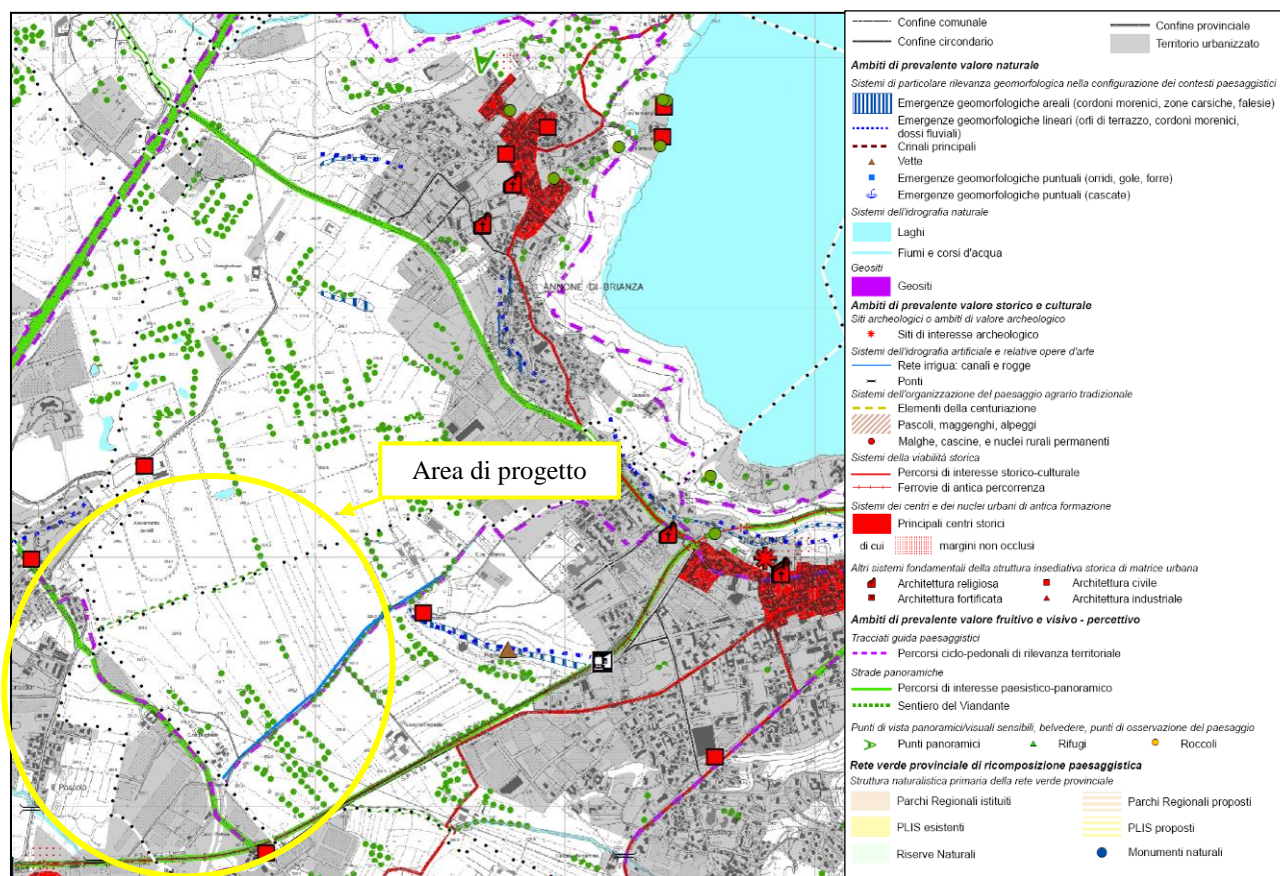 Area di progetto
ANNONE DI BRIANZA
Confine comunale
Confine provinciale
Confine circondario
Territorio urbanizzato
Ambiti di prevalente valore naturale
Sistemi di particolare rilevanza geomorfologica nella configurazione dei contesti paesaggistici
Emergenze geomorfologiche areali (cordoni morenici, zone carsiche, falesie)
Emergenze geomorfologiche lineari (orli di terrazzo, cordoni morenici,
dossi fluviali)
Crinali principali
Vette
Emergenze geomorfologiche puntuali (orridi, gole, forre)
Emergenze geomorfologiche puntuali (cascate)
Sistemi dell'idrografia naturale
Laghi
Fiumi e corsi d'acqua
Geositi
Geositi
Ambiti di prevalente valore storico e culturale
Siti archeologici o ambiti di valore archeologico
Siti di interesse archeologico
Sistemi dell'idrografia artificiale e relative opere d'arte
Rete irrigua: canali e rogge
Ponti
Sistemi dell'organizzazione del paesaggio agrario tradizionale
Elementi della centuriazione
Pascoli, maggenghi, alpeggi
Malghe, cascine, e nuclei rurali permanenti
Sistemi della viabilità storica
Percorsi di interesse storico-culturale
Ferrovie di antica percorrenza
Sistemi dei centri e dei nuclei urbani di antica formazione
Principali centri storici
di cui
margini non occlusi
Altri sistemi fondamentali della struttura insediativa storica di matrice urbana
Architettura religiosa
Architettura civile
Architettura fortificata
Architettura industriale
Ambiti di prevalente valore fruitivo e visivo - percettivo
Tracciati guida paesaggistici
Percorsi ciclo-pedonali di rilevanza territoriale
Strade panoramiche
Percorsi di interesse paesistico-panoramico
Sentiero del Viandante
Punti di vista panoramici/visuali sensibili, belvedere, punti di osservazione del paesaggio
Punti panoramici
Rifugi
Roccoli
Rete verde provinciale di ricomposizione paesaggistica
Struttura naturalistica primaria della rete verde provinciale
Parchi Regionali istituiti
Parchi Regionali proposti
PLIS esistenti
PLIS proposti
Riserve Naturali
Monumenti naturali